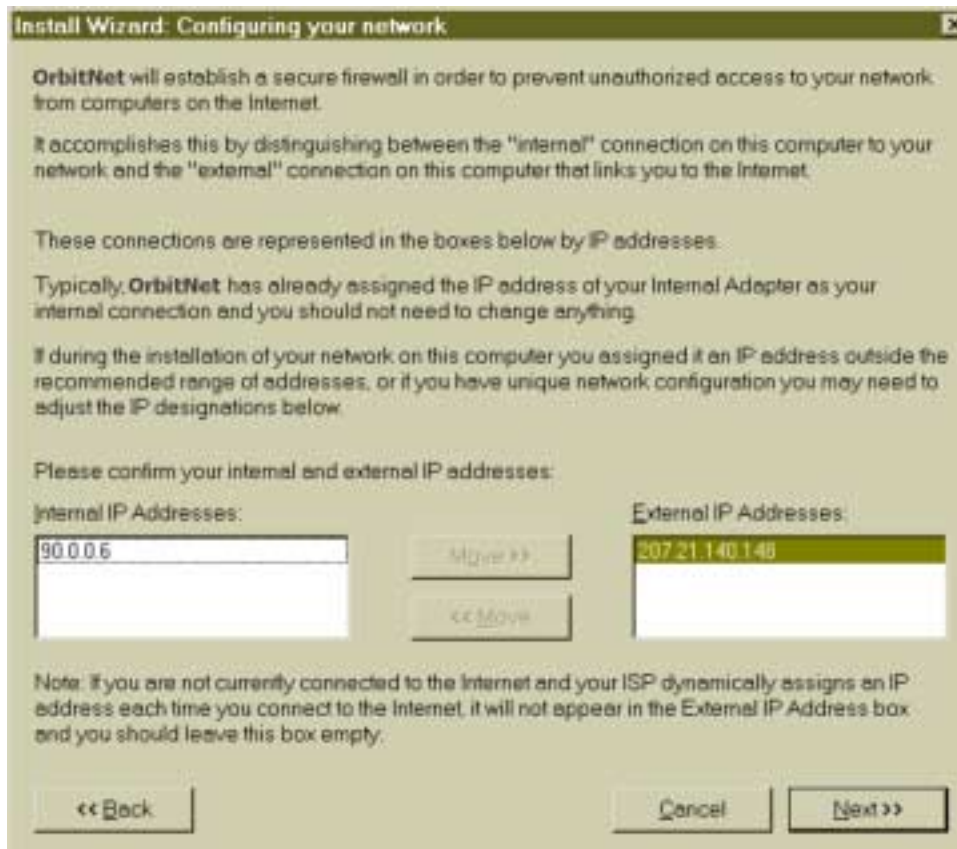 Install Wizard: Configuring your network
OrbitNet will establish a secure firewall in order to prevent unauthorized access to your network
from computers on the Internet.
It accomplishes this by distinguishing between the "internal" connection on this computer to your
network and the "external" connection on this computer that links you to the Internet.
These connections are represented in the boxes below by IP addresses.
Typically, OrbitNet has already assigned the IP address of your Internal Adapter as your
internal connection and you should not need to change anything.
If during the installation of your network on this computer you assigned it an IP address outside the
recommended range of addresses, or if you have unique network configuration you may need to
adjust the IP designations below.
Please confirm your internal and external IP addresses:
Internal IP Addresses:
External IP Addresses:
90.0.0.6
Move >>
207.21.140.148
<< Move
Note: If you are not currently connected to the Internet and your ISP dynamically assigns an IP
address each time you connect to the Internet, it will not appear in the External IP Address box
and you should leave this box empty.
<< Back
Cancel
Next >>